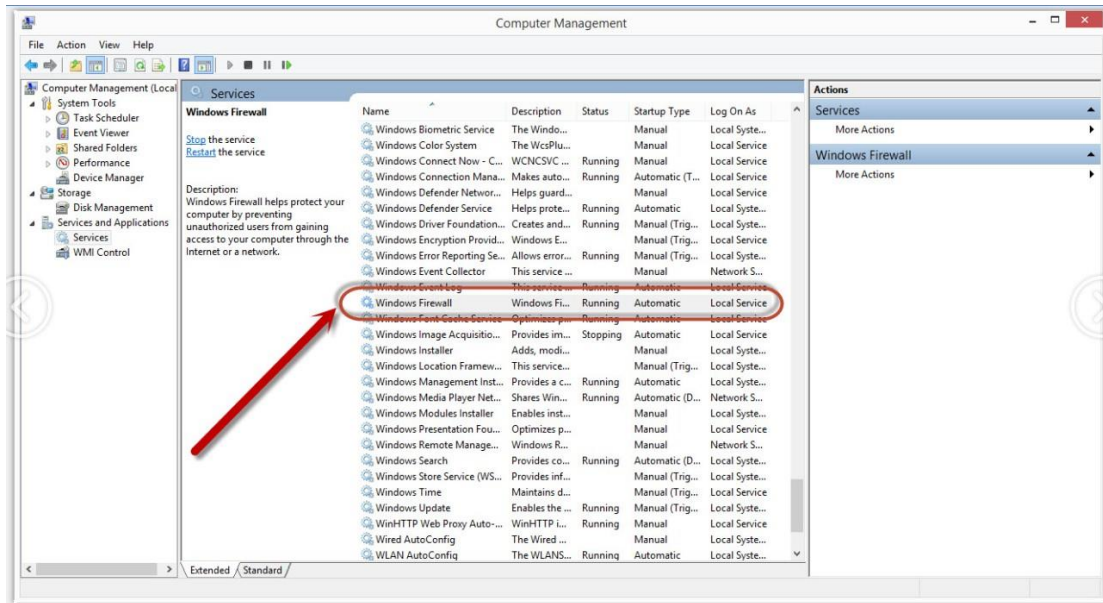 Computer Management
File Action View Help
Computer Management (Local
System Tools
Task Scheduler
Event Viewer
Shared Folders
Performance
Device Manager
Storage
Disk Management
Services and Applications
Services
WMI Control
Services
Windows Firewall
Stop the service
Restart the service
Description:
Windows Firewall helps protect your
computer by preventing
unauthorized users from gaining
access to your computer through the
Internet or a network.
Name Description Status Startup Type Log On As
Windows Biometric Service The Windo... Manual Local Syste...
Windows Color System The WcsPlu... Manual Local Service
Windows Connect Now - C... WCNCSVC ... Running Manual Local Service
Windows Connection Mana... Makes auto... Running Automatic (T... Local Service
Windows Defender Networ... Helps guard... Manual Local Service
Windows Defender Service Helps prote... Running Automatic Local Syste...
Windows Driver Foundation... Creates and... Running Manual (Trig... Local Syste...
Windows Encryption Provid... Windows E... Manual (Trig... Local Service
Windows Error Reporting Se... Allows error... Running Manual (Trig... Local Syste...
Windows Event Collector This service ... Manual Network S...
Windows Event Log This service ... Running Automatic Local Service
Windows Firewall Windows Fi... Running Automatic Local Service
Windows Font Cache Service Optimizes p... Running Automatic Local Service
Windows Image Acquisitio... Provides im... Stopping Automatic Local Service
Windows Installer Adds, modi... Manual Local Syste...
Windows Location Framew... This service... Manual (Trig... Local Syste...
Windows Management Inst... Provides a c... Running Automatic Local Syste...
Windows Media Player Net... Shares Win... Running Automatic (D... Network S...
Windows Modules Installer Enables inst... Manual Local Syste...
Windows Presentation Fou... Optimizes p... Manual Local Service
Windows Remote Manage... Windows R... Manual Network S...
Windows Search Provides co... Running Automatic (D... Local Syste...
Windows Store Service (WS... Provides inf... Manual (Trig... Local Syste...
Windows Time Maintains d... Manual (Trig... Local Service
Windows Update Enables the ... Running Manual (Trig... Local Syste...
WinHTTP Web Proxy Auto-... WinHTTP i... Running Manual Local Service
Wired AutoConfig The Wired ... Manual Local Syste...
WLAN AutoConfig The WLANS... Running Automatic Local Syste...
Extended Standard
Actions
Services
More Actions
Windows Firewall
More Actions